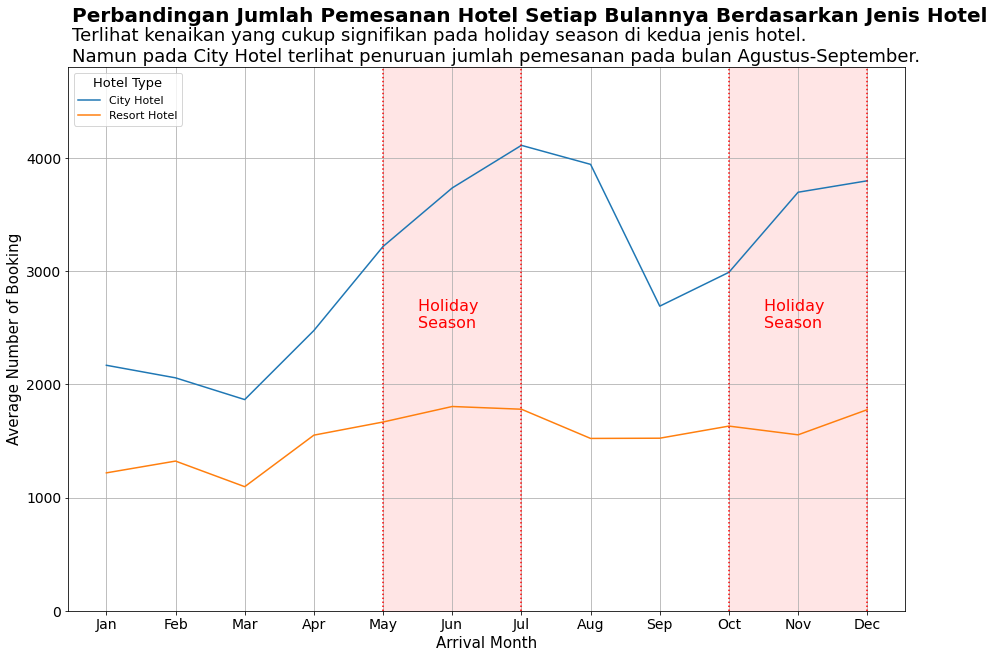 Perbandingan Jumlah Pemesanan Hotel Setiap Bulannya Berdasarkan Jenis Hotel
Terlihat kenaikan yang cukup signifikan pada holiday season di kedua jenis hotel.
Namun pada City Hotel terlihat penuruan jumlah pemesanan pada bulan Agustus-September.
Hotel Type
City Hotel
Resort Hotel
Average Number of Booking
4000
3000
2000
1000
0
Holiday
Season
Holiday
Season
Jan Feb Mar Apr May Jun Jul Aug Sep Oct Nov Dec
Arrival Month